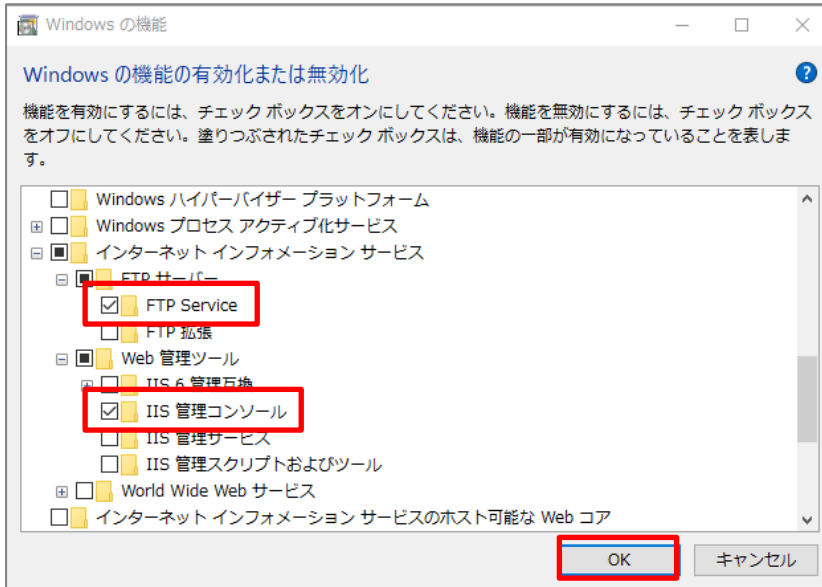 Windows の機能
Windows の機能の有効化または無効化
機能を有効にするには、チェック ボックスをオンにしてください。機能を無効にするには、チェック ボックス
をオフにしてください。塗りつぶされたチェック ボックスは、機能の一部が有効になっていることを表しま
す。
Windows ハイパーバイザー プラットフォーム
Windows プロセス アクティブ化サービス
インターネット インフォメーション サービス
FTP サーバー
FTP Service
FTP 拡張
Web 管理ツール
IIS 6 管理互換
IIS 管理コンソール
IIS 管理サービス
IIS 管理スクリプトおよびツール
World Wide Web サービス
インターネット インフォメーション サービスのホスト可能な Web コア
OK キャンセル